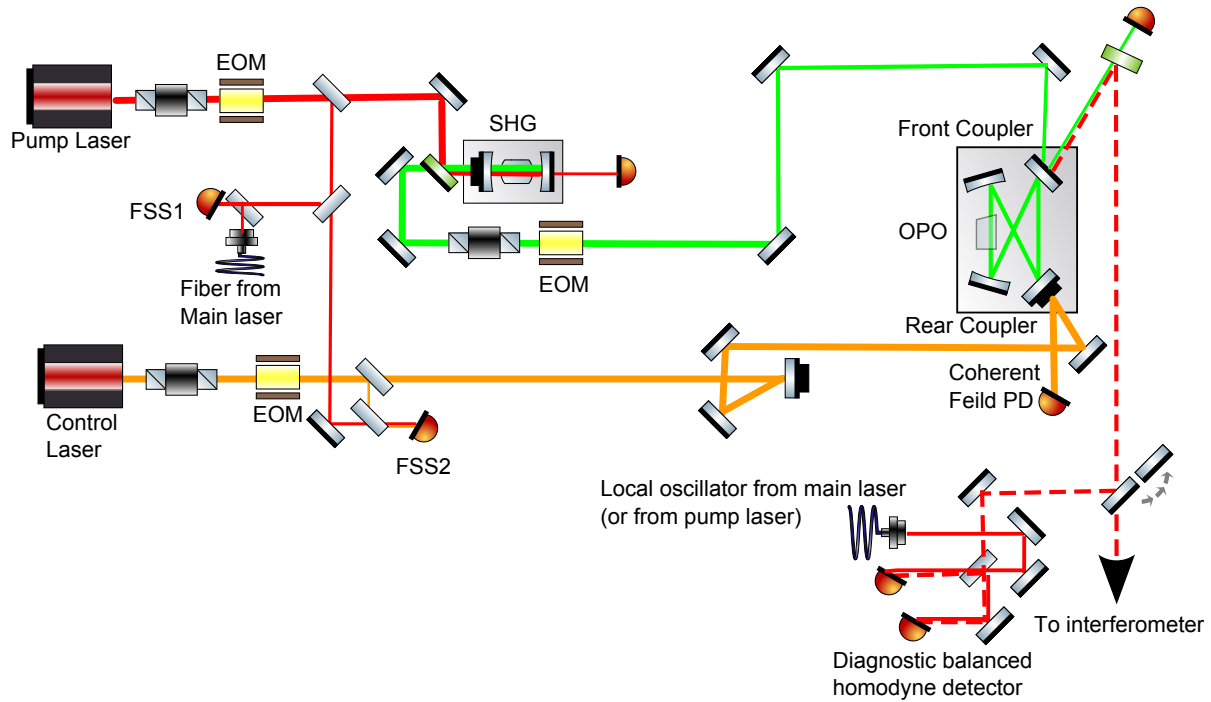 EOM
Pump Laser
SHG
Front Coupler
FSS1
OPO
EOM
Fiber from
Main laser
Rear Coupler
Control
Laser
EOM
FSS2
Coherent
Feild PD
Local oscillator from main laser
(or from pump laser)
To interferometer
Diagnostic balanced
homodyne detector